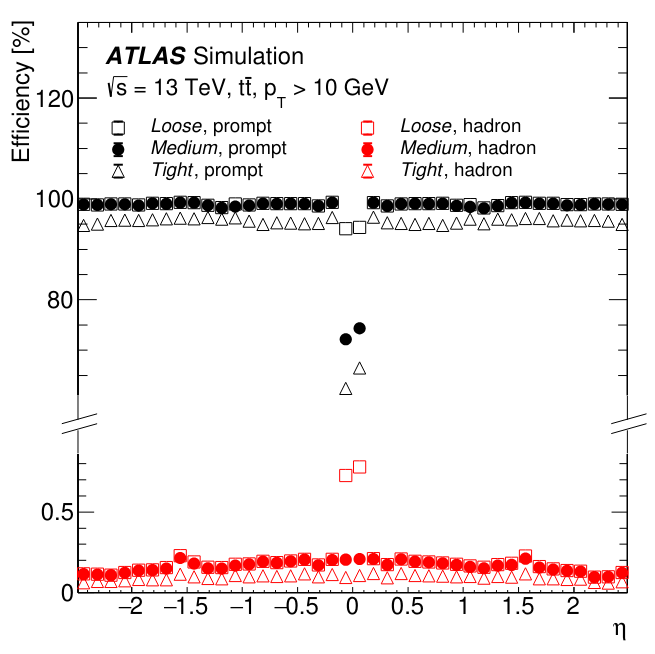 Efficiency [%]
ATLAS Simulation
√s = 13 TeV, tt̄, p_T > 10 GeV
Loose, prompt
Medium, prompt
Tight, prompt
Loose, hadron
Medium, hadron
Tight, hadron
120
100
80
0.5
0
−2 −1.5 −1 −0.5 0 0.5 1 1.5 2
η